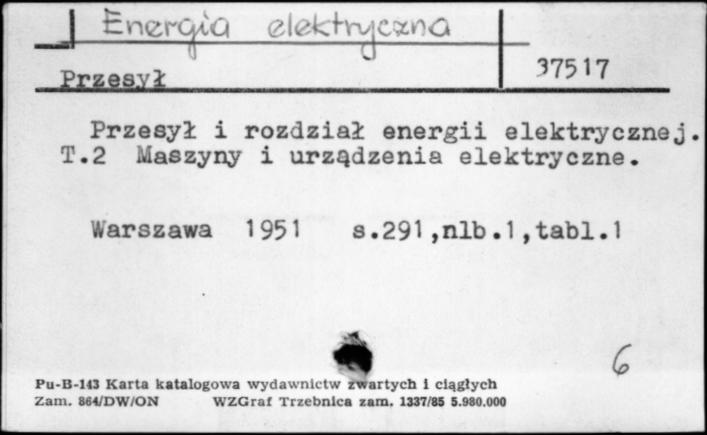 Energia elektryczna
Przesył
37517
Przesył i rozdział energii elektrycznej.
T.2 Maszyny i urządzenia elektryczne.
Warszawa 1951 s.291,nlb.1,tabl.1
6
Pu-B-143 Karta katalogowa wydawnictw zwartych i ciągłych
Zam. 864/DW/ON WZGraf Trzebnica zam. 1337/85 5.980.000